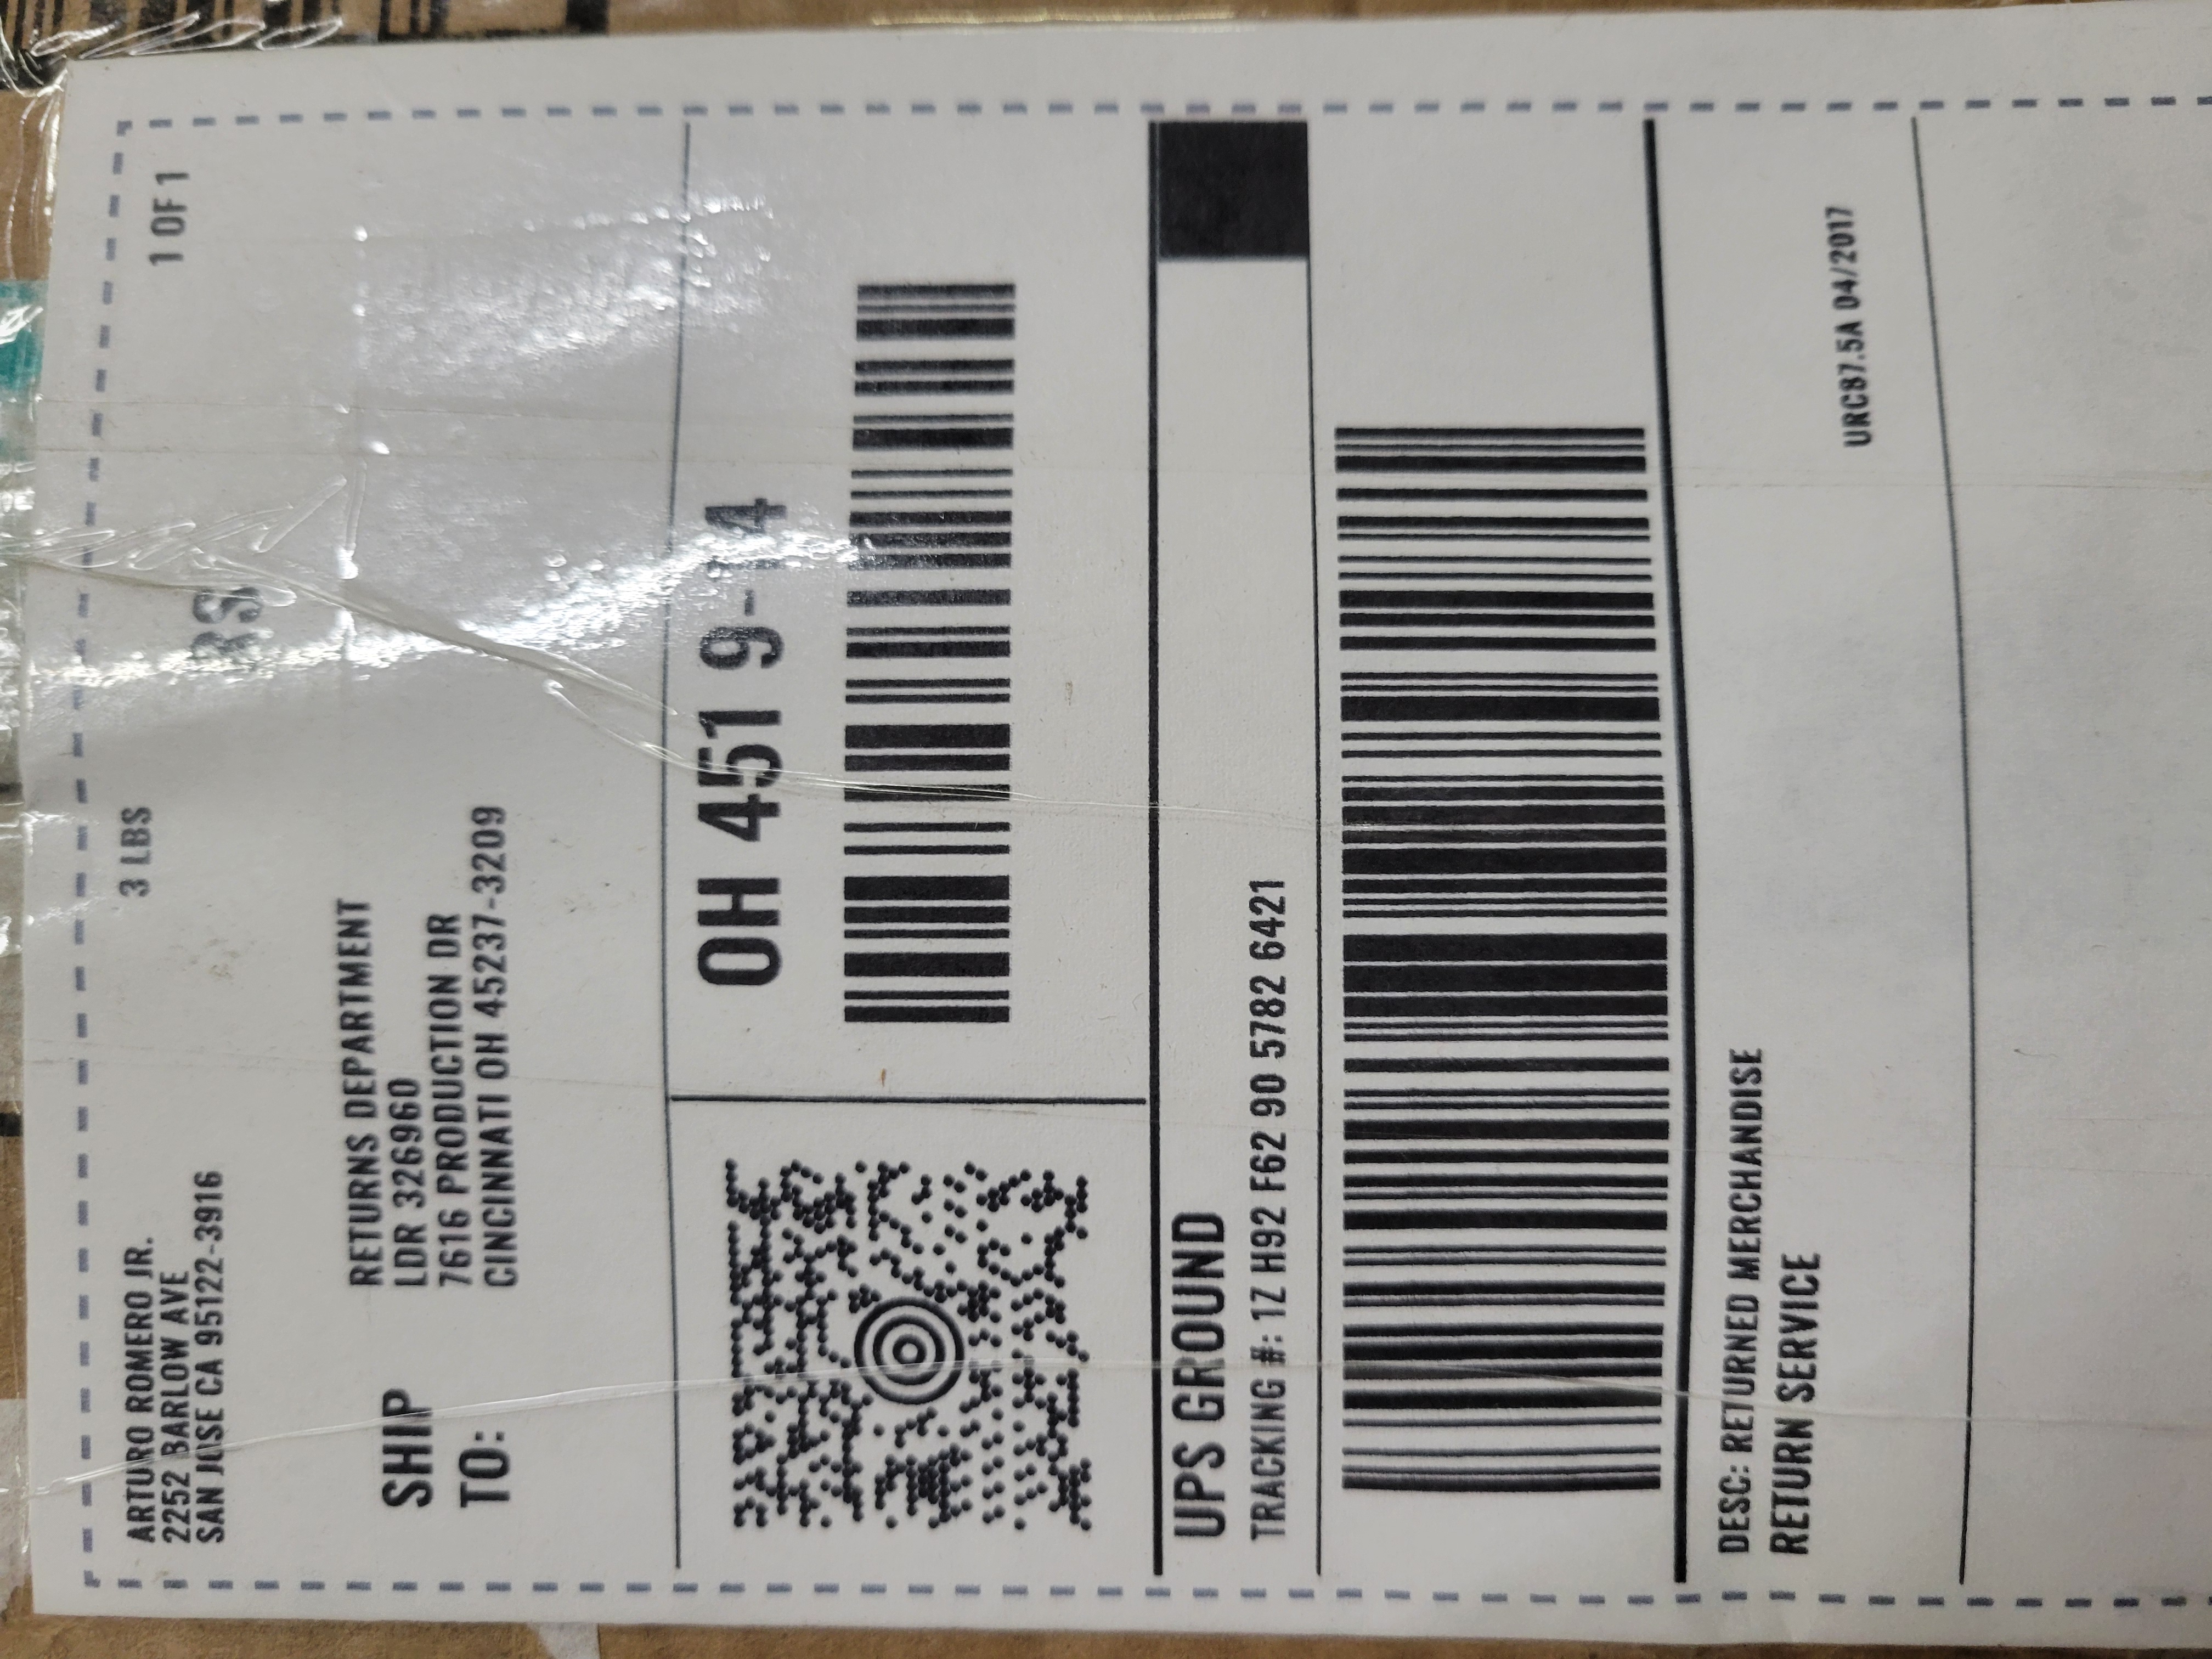 ARTURO ROMERO JR.
2252 BARLOW AVE
SAN JOSE CA 95122-3916
3 LBS
1 OF 1
RS
SHIP
TO:
RETURNS DEPARTMENT
LDR 326960
7616 PRODUCTION DR
CINCINNATI OH 45237-3209
OH 451 9-14
UPS GROUND
TRACKING #: 1Z H92 F62 90 5782 6421
DESC: RETURNED MERCHANDISE
RETURN SERVICE
URC87.5A 04/2017